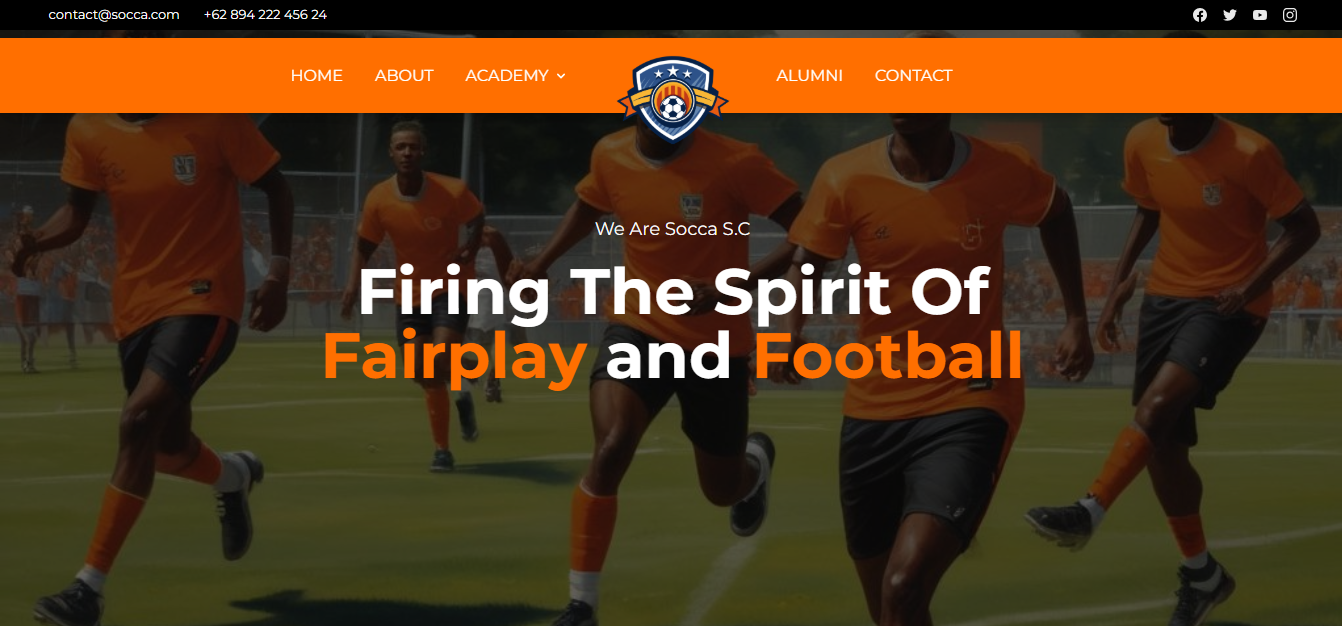 contact@socca.com +62 894 222 456 24
HOME ABOUT ACADEMY ALUMNI CONTACT
We Are Socca S.C
Firing The Spirit Of
Fairplay and Football